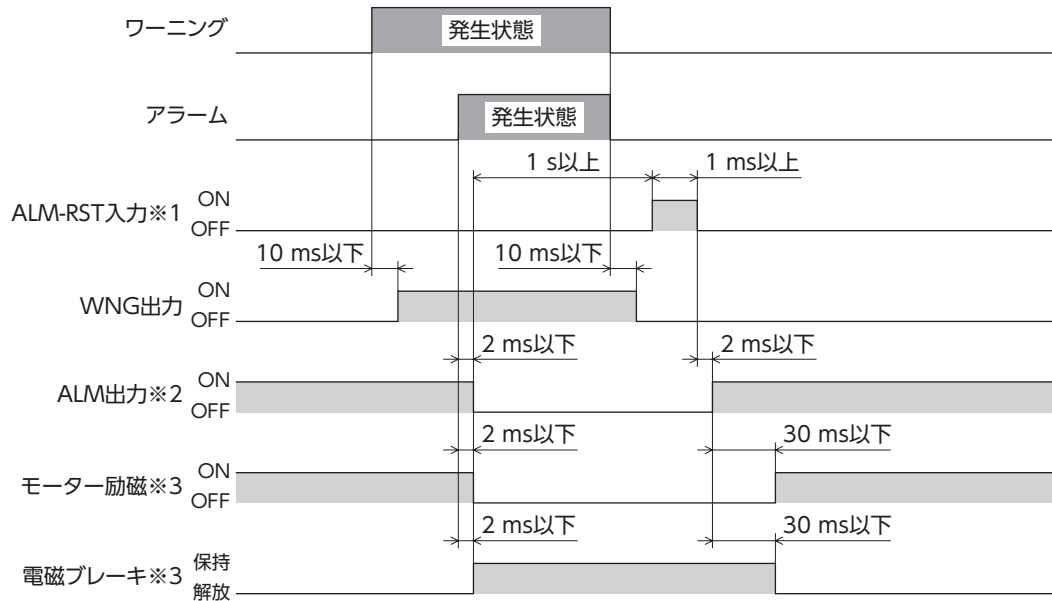 ワーニング
発生状態
アラーム
発生状態
1 s以上
1 ms以上
ALM-RST入力※1
ON
OFF
10 ms以下
10 ms以下
WNG出力
ON
OFF
2 ms以下
2 ms以下
ALM出力※2
ON
OFF
2 ms以下
30 ms以下
モーター励磁※3
ON
OFF
2 ms以下
30 ms以下
電磁ブレーキ※3
保持
解放